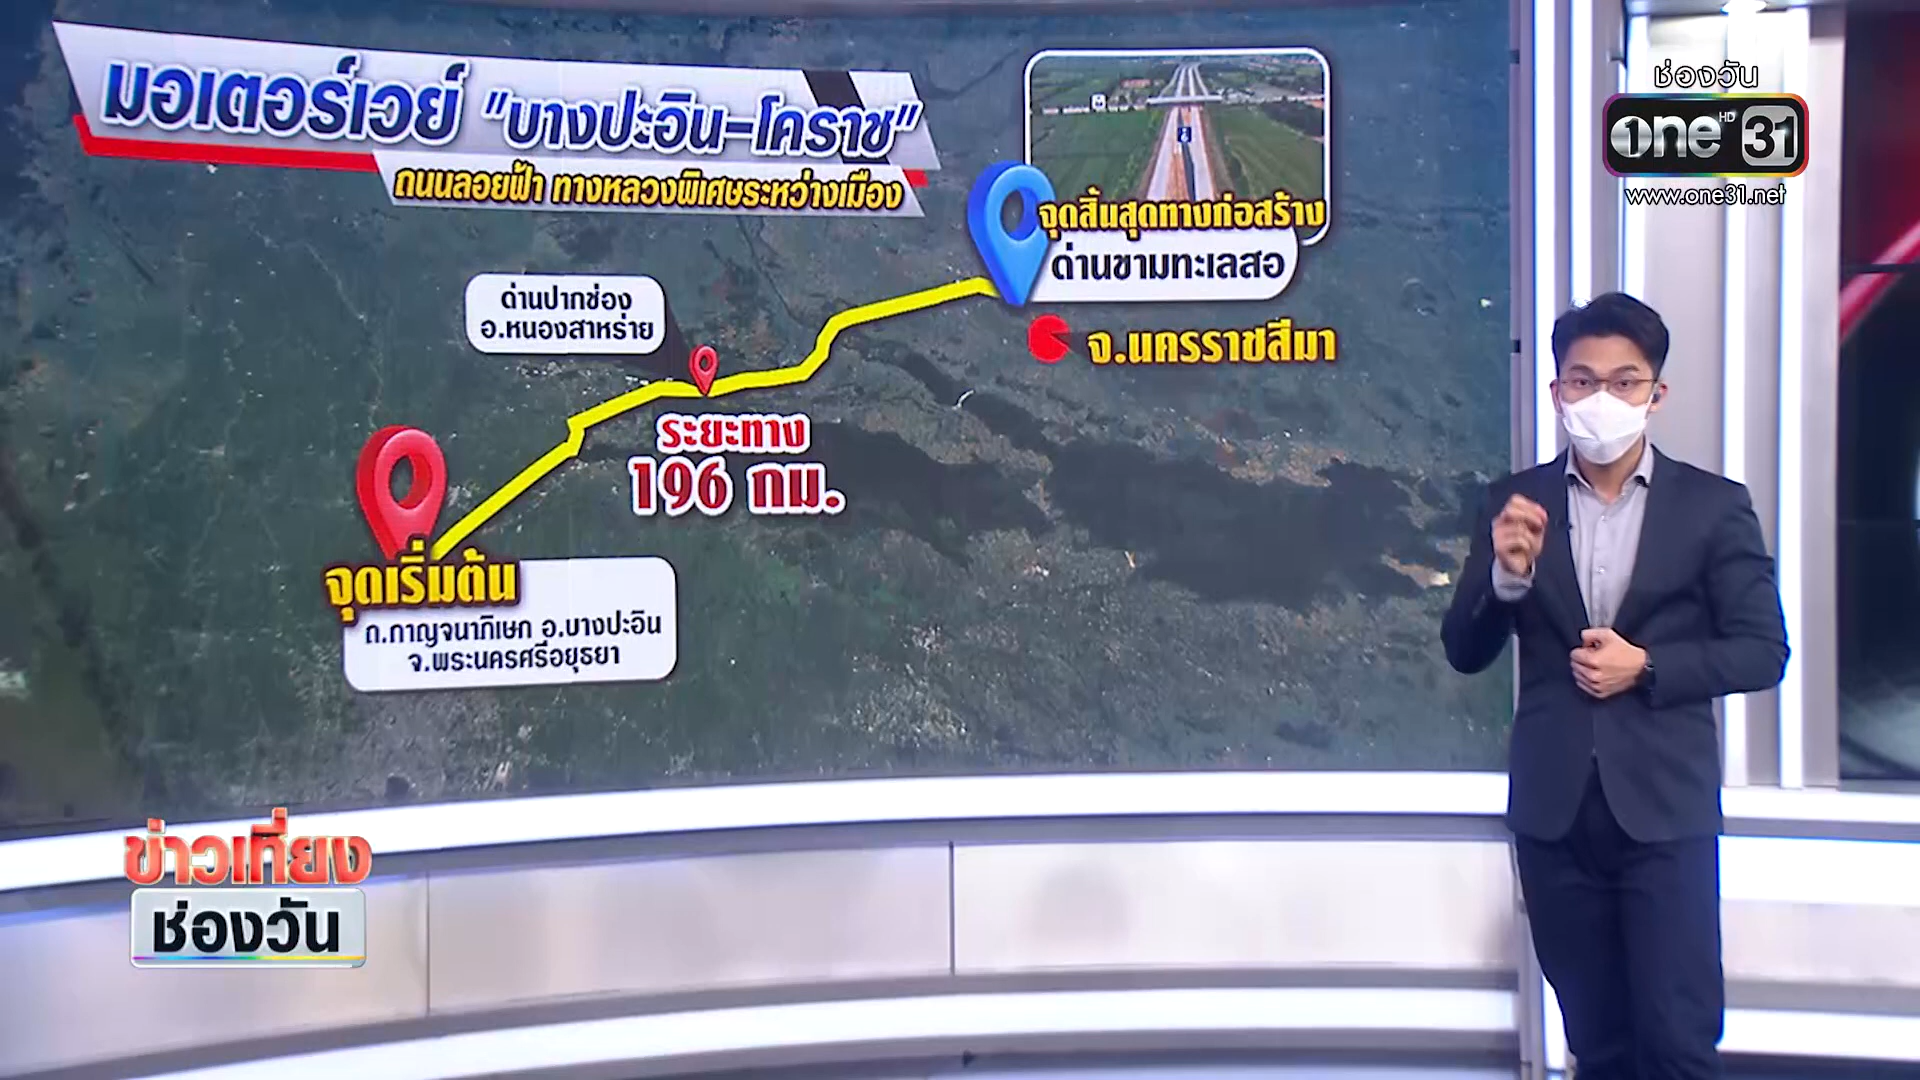 มอเตอร์เวย์ "บางปะอิน-โคราช"
ถนนลอยฟ้า ทางหลวงพิเศษระหว่างเมือง
ช่องวัน
one HD 31
www.one31.net
จุดสิ้นสุดทางก่อสร้าง
ด่านขามทะเลสอ
ด่านปากช่อง
อ.หนองสาหร่าย
จ.นครราชสีมา
ระยะทาง
196 กม.
จุดเริ่มต้น
ถ.กาญจนาภิเษก อ.บางปะอิน
จ.พระนครศรีอยุธยา
ข่าวเที่ยง
ช่องวัน